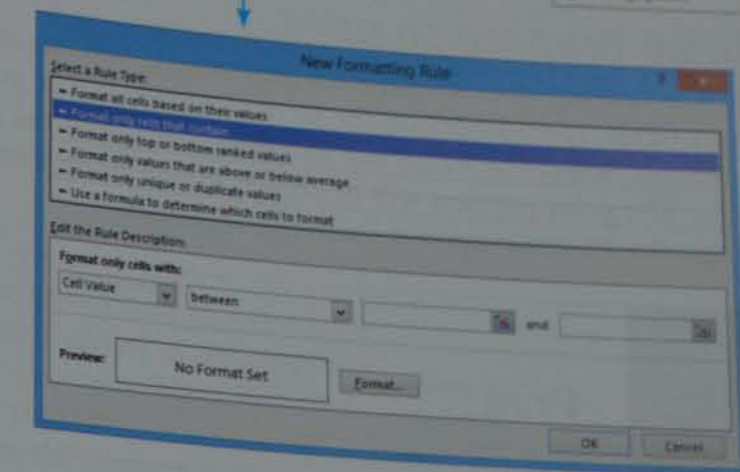 New Formatting Rule
?
Select a Rule Type:
► Format all cells based on their values
► Format only cells that contain
► Format only top or bottom ranked values
► Format only values that are above or below average
► Format only unique or duplicate values
► Use a formula to determine which cells to format
Edit the Rule Description:
Format only cells with:
Cell Value between and
Preview: No Format Set Format...
OK Cancel